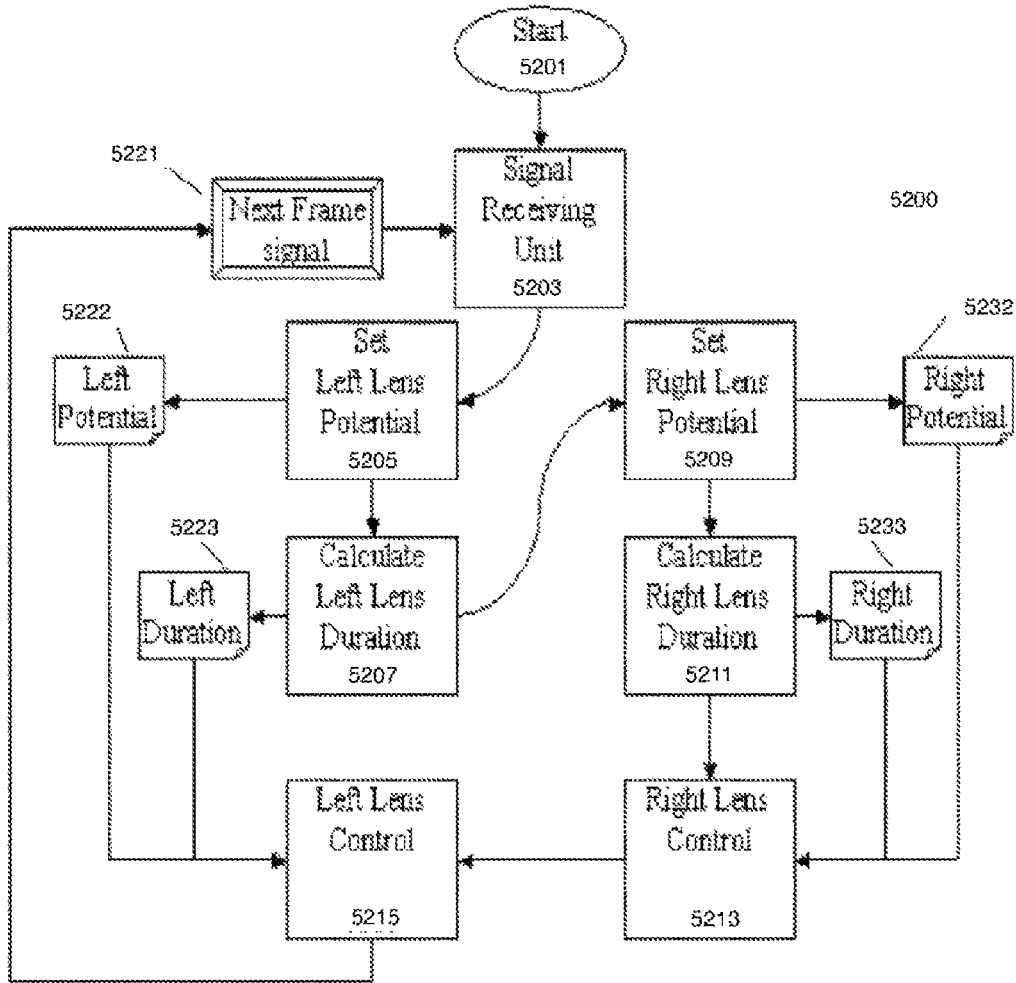 Start
5201
5221
Next Frame
signal
Signal
Receiving
Unit
5203
5200
5222
Left
Potential
Set
Left Lens
Potential
5205
Set
Right Lens
Potential
5209
5232
Right
Potential
5223
Left
Duration
Calculate
Left Lens
Duration
5207
Calculate
Right Lens
Duration
5211
5233
Right
Duration
Left Lens
Control
5215
Right Lens
Control
5213